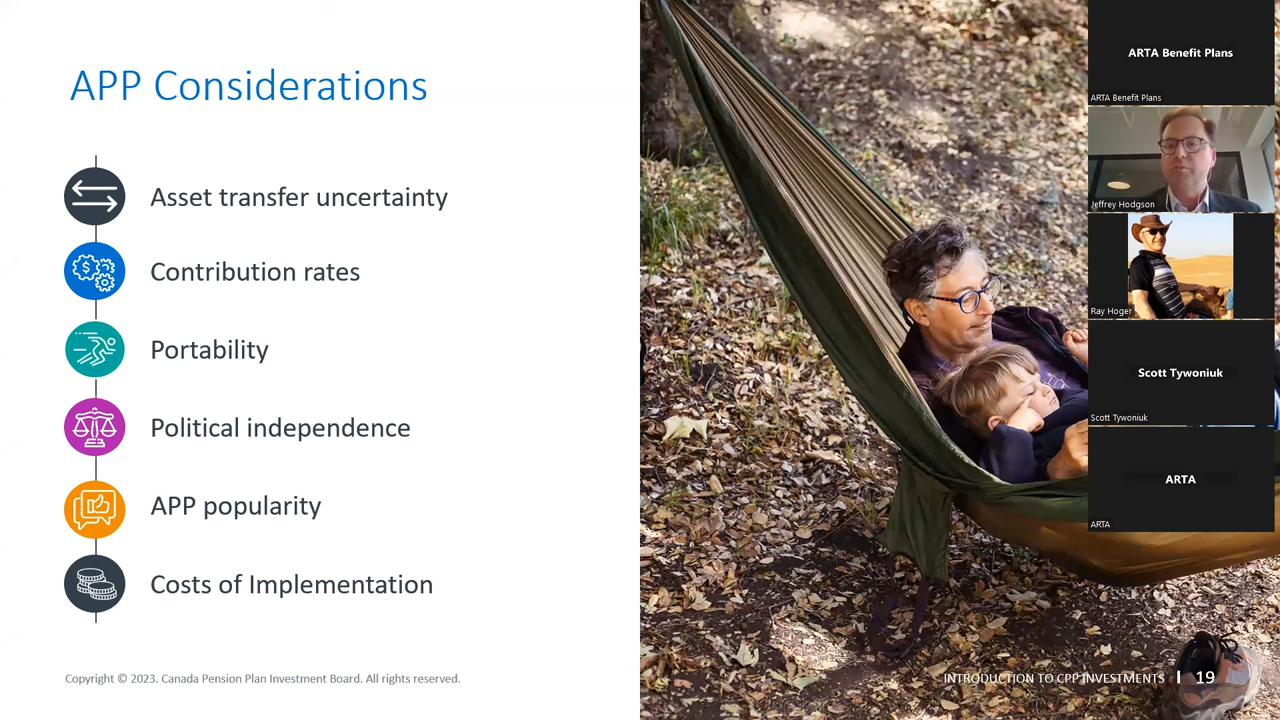 APP Considerations
Asset transfer uncertainty
Contribution rates
Portability
Political independence
APP popularity
Costs of Implementation
Copyright © 2023. Canada Pension Plan Investment Board. All rights reserved.
INTRODUCTION TO CPP INVESTMENTS | 19
ARTA Benefit Plans
ARTA Benefit Plans
Jeffrey Hodgson
Ray Hoger
Scott Tywoniuk
Scott Tywoniuk
ARTA
ARTA